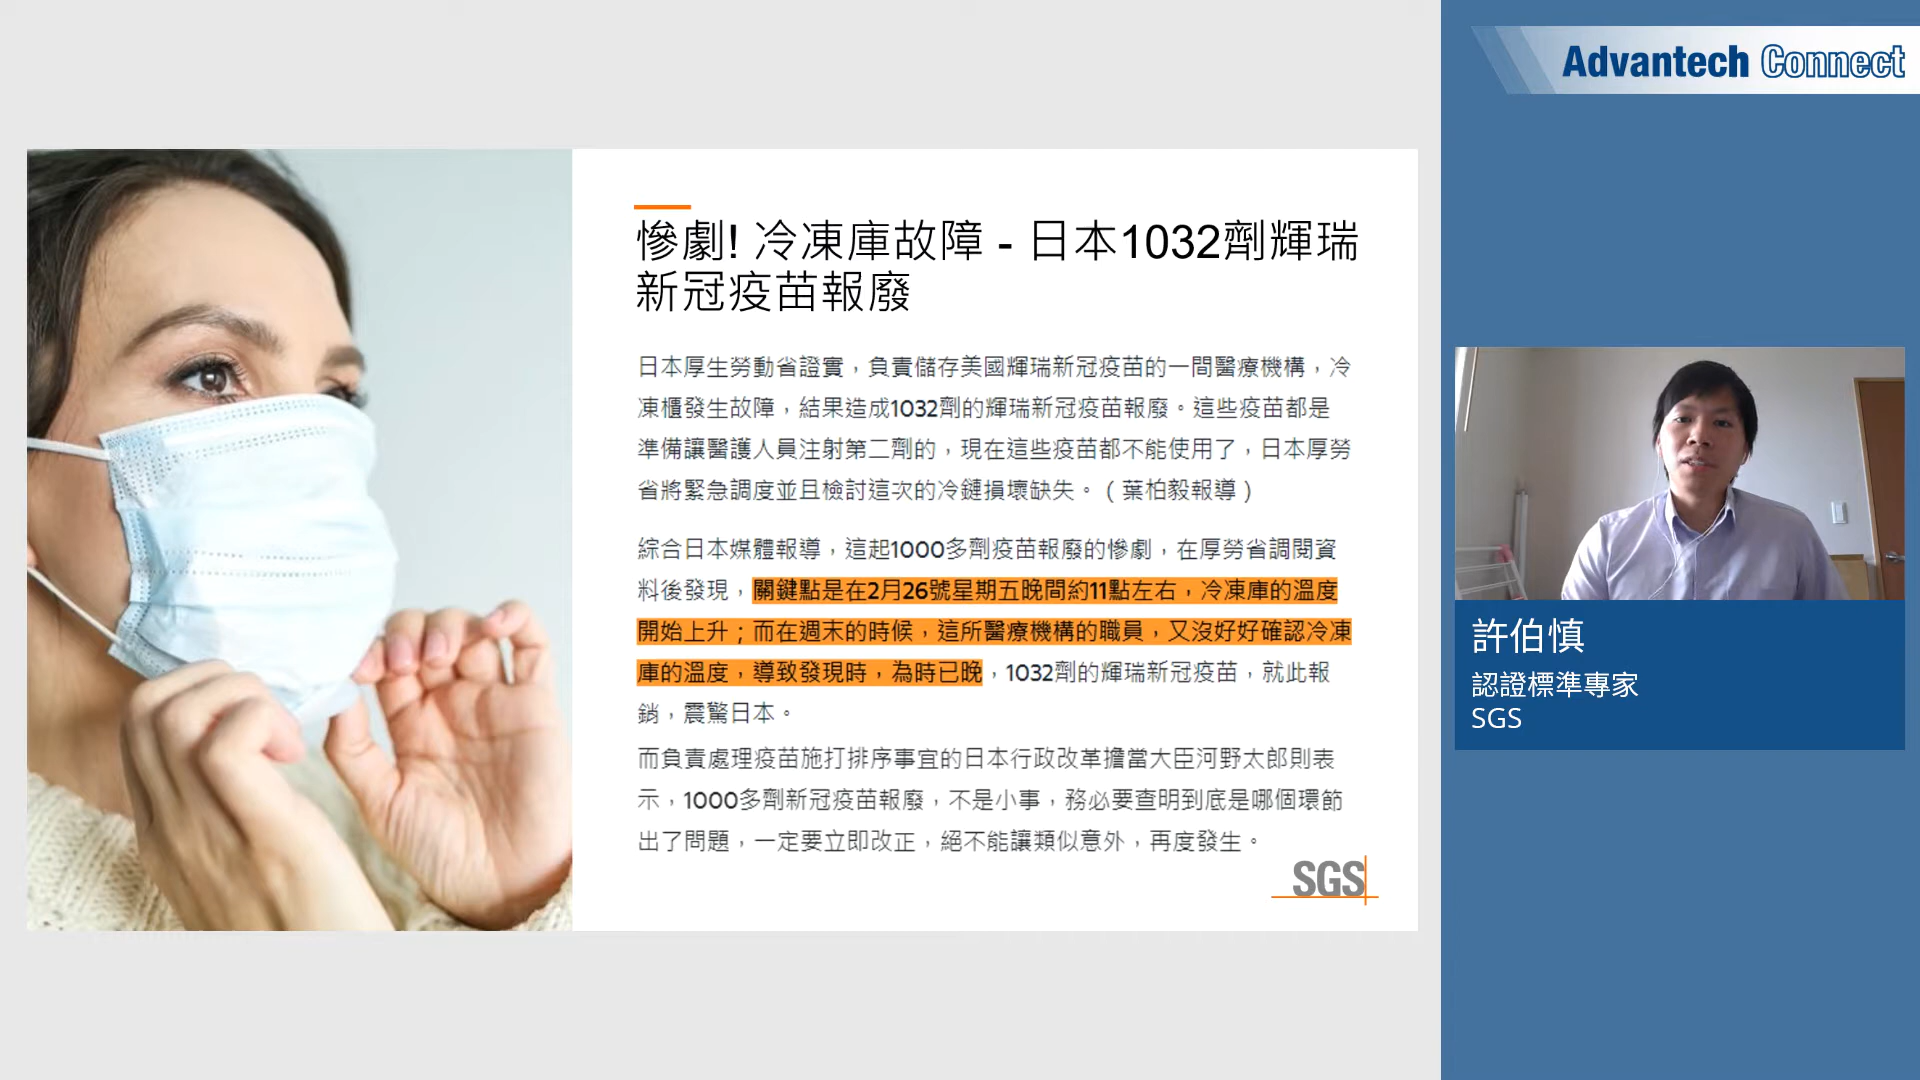 Advantech Connect
慘劇! 冷凍庫故障 - 日本1032劑輝瑞
新冠疫苗報廢
日本厚生勞動省證實，負責儲存美國輝瑞新冠疫苗的一間醫療機構，冷
凍櫃發生故障，結果造成1032劑的輝瑞新冠疫苗報廢。這些疫苗都是
準備讓醫護人員注射第二劑的，現在這些疫苗都不能使用了，日本厚勞
省將緊急調度並且檢討這次的冷鏈損壞缺失。（葉柏毅報導）
綜合日本媒體報導，這起1000多劑疫苗報廢的慘劇，在厚勞省調閱資
料後發現，關鍵點是在2月26號星期五晚間約11點左右，冷凍庫的溫度
開始上升；而在週末的時候，這所醫療機構的職員，又沒好好確認冷凍
庫的溫度，導致發現時，為時已晚，1032劑的輝瑞新冠疫苗，就此報
銷，震驚日本。
而負責處理疫苗施打排序事宜的日本行政改革擔當大臣河野太郎則表
示，1000多劑新冠疫苗報廢，不是小事，務必要查明到底是哪個環節
出了問題，一定要立即改正，絕不能讓類似意外，再度發生。
SGS
許伯慎
認證標準專家
SGS